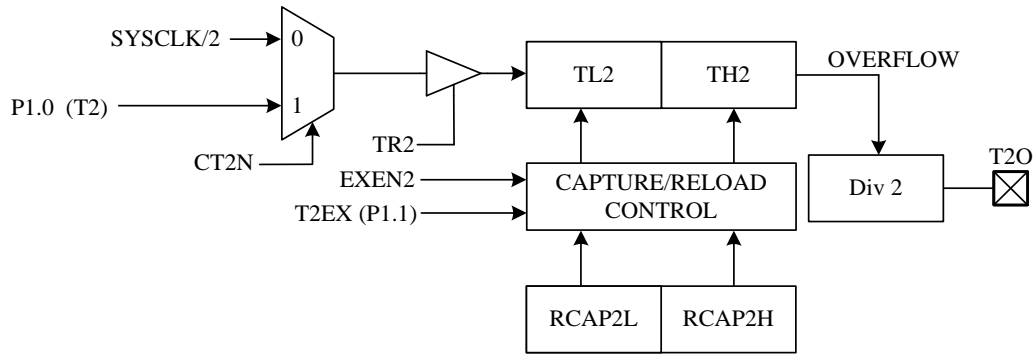 SYSCLK/2
0
TL2
TH2
OVERFLOW
P1.0 (T2)
1
CT2N
TR2
T2O
EXEN2
CAPTURE/RELOAD
CONTROL
Div 2
T2EX (P1.1)
RCAP2L
RCAP2H